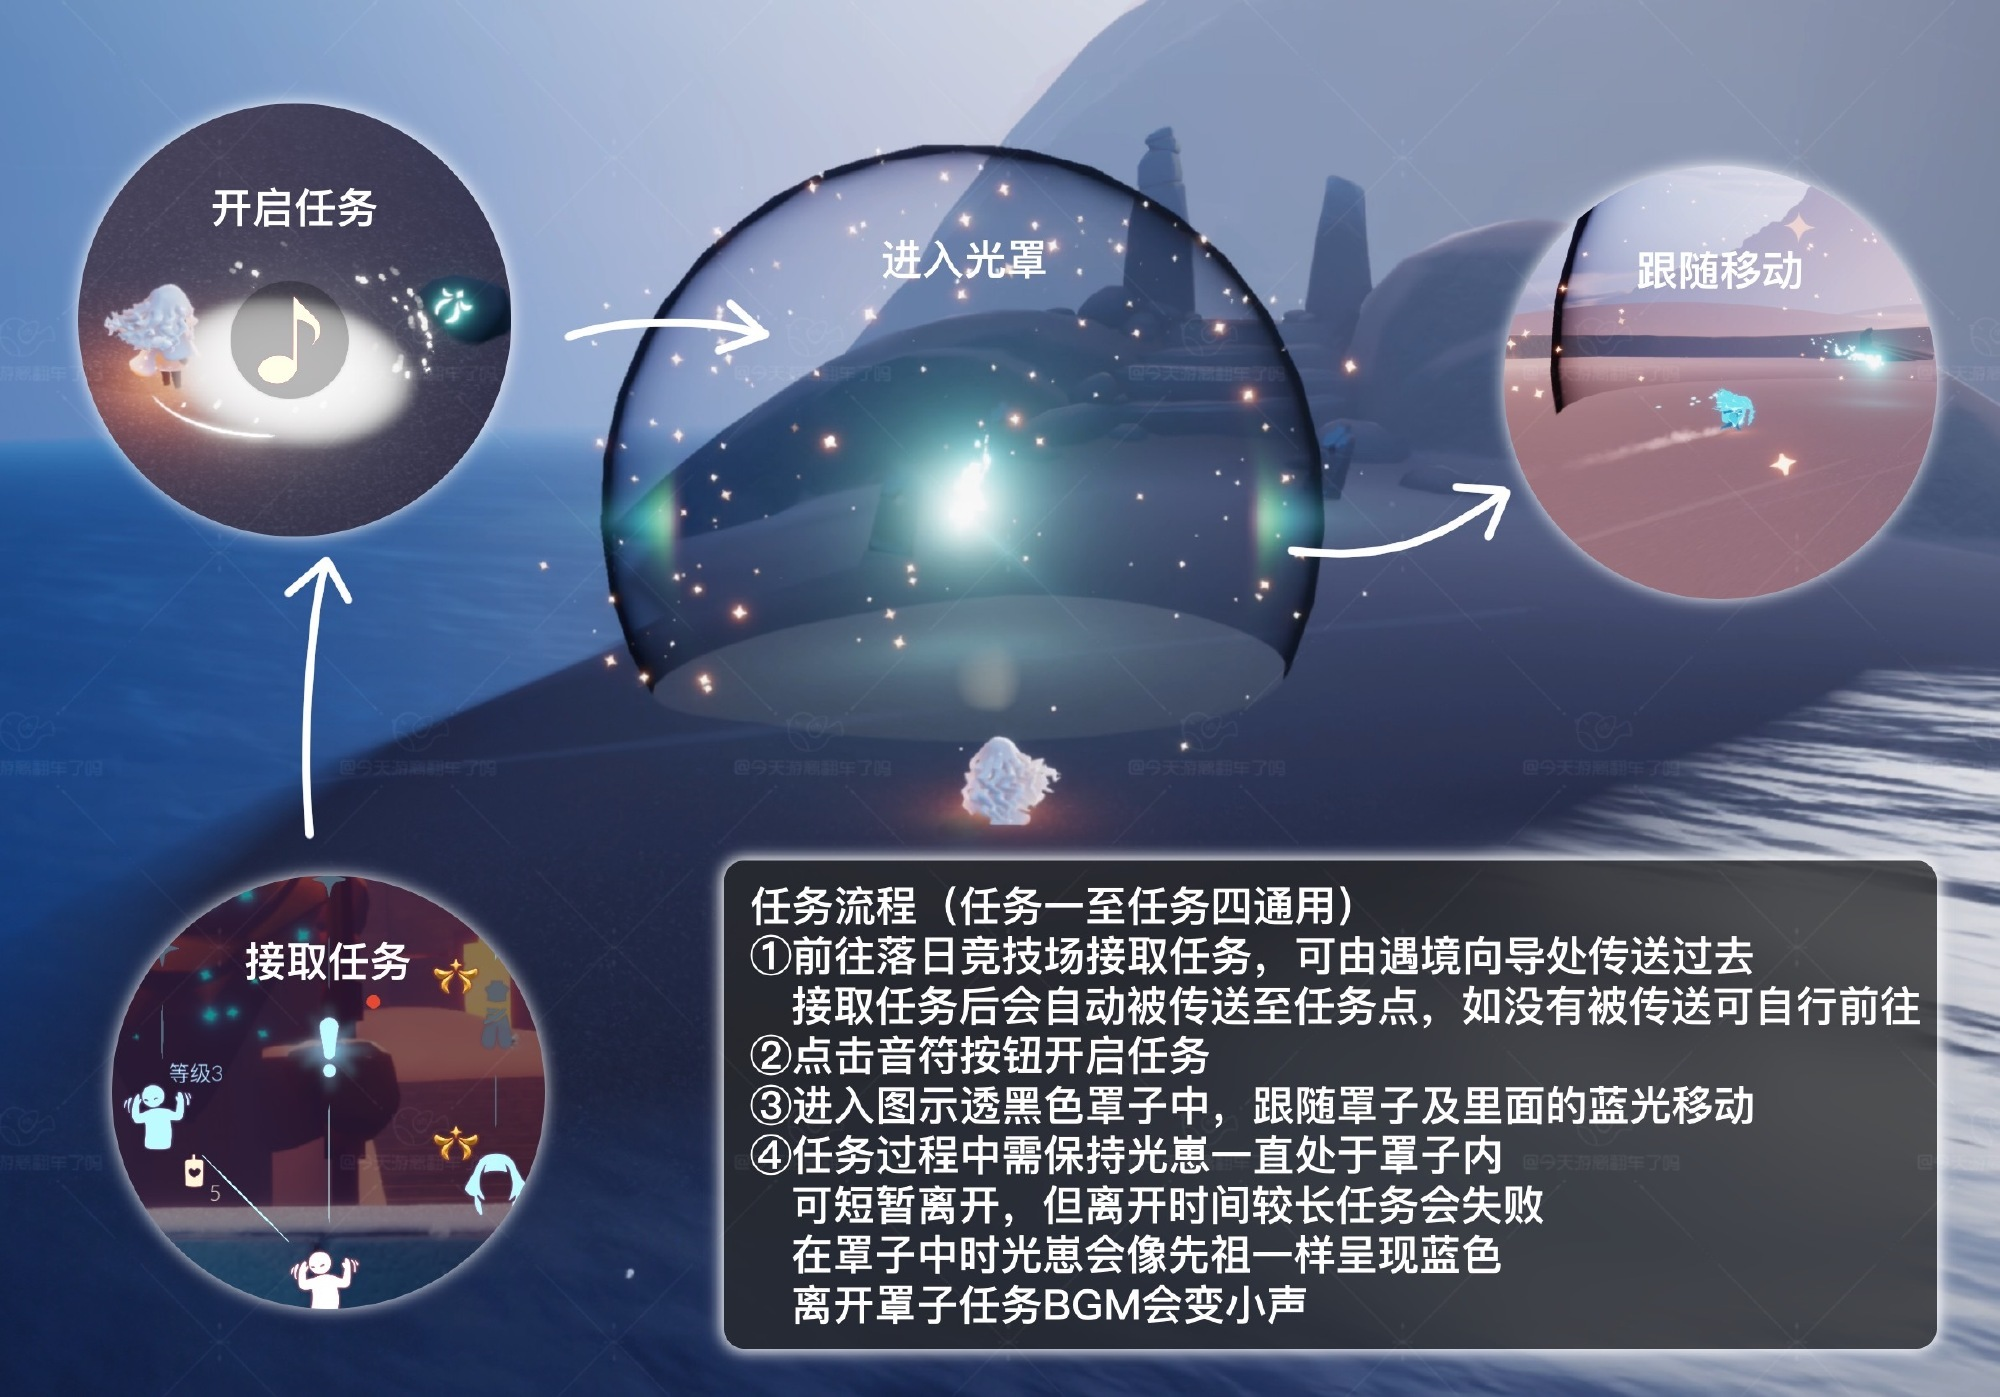 开启任务
进入光罩
跟随移动
接取任务
等级3
5
任务流程（任务一至任务四通用）
①前往落日竞技场接取任务，可由遇境向导处传送过去
接取任务后会自动被传送至任务点，如没有被传送可自行前往
②点击音符按钮开启任务
③进入图示透黑色罩子中，跟随罩子及里面的蓝光移动
④任务过程中需保持光崽一直处于罩子内
可短暂离开，但离开时间较长任务会失败
在罩子中时光崽会像先祖一样呈现蓝色
离开罩子任务BGM会变小声